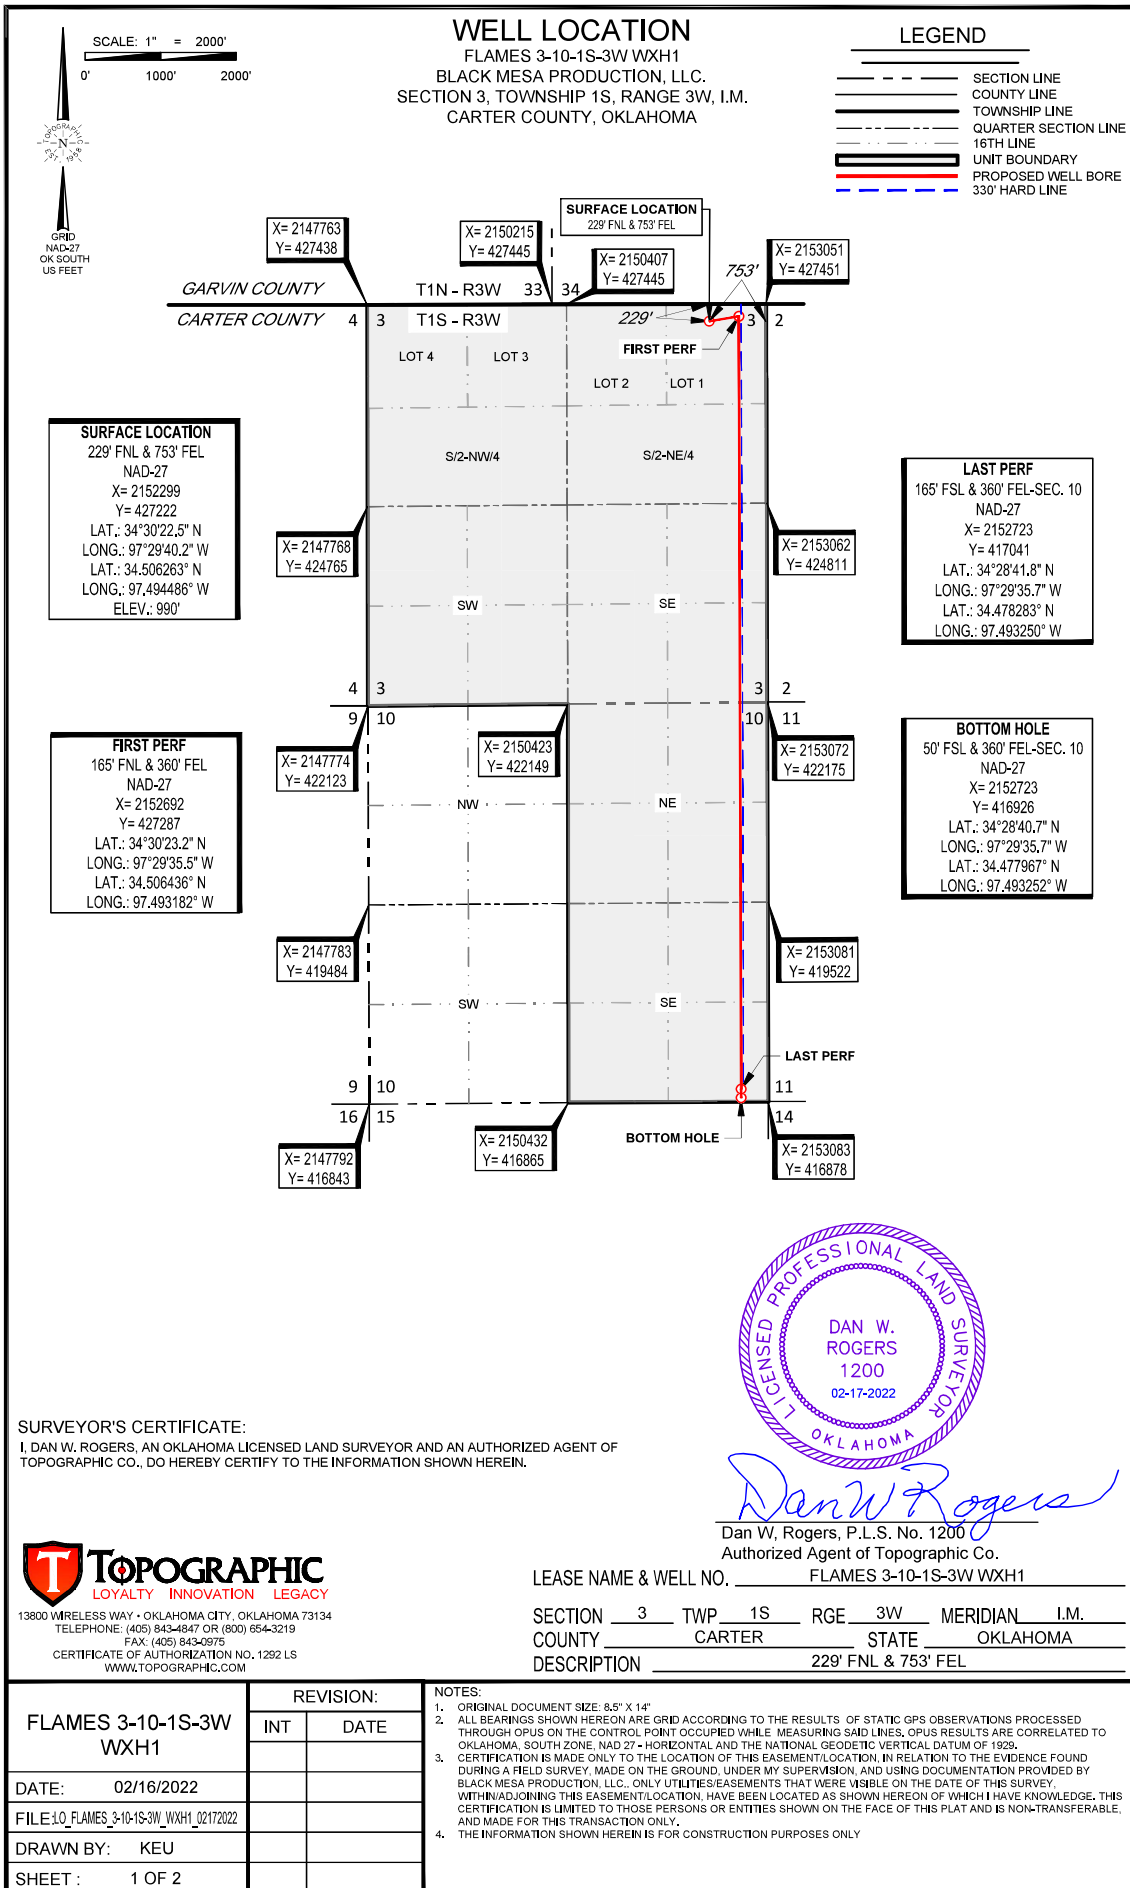 WELL LOCATION
FLAMES 3-10-1S-3W WXH1
BLACK MESA PRODUCTION, LLC.
SECTION 3, TOWNSHIP 1S, RANGE 3W, I.M.
CARTER COUNTY, OKLAHOMA
SCALE: 1" = 2000'
0' 1000' 2000'
TOPOGRAPHIC
N
EST. 1958
GRID
NAD-27
OK SOUTH
US FEET
LEGEND
SECTION LINE
COUNTY LINE
TOWNSHIP LINE
QUARTER SECTION LINE
16TH LINE
UNIT BOUNDARY
PROPOSED WELL BORE
330' HARD LINE
SURFACE LOCATION
229' FNL & 753' FEL
X= 2147763
Y= 427438
X= 2150215
Y= 427445
X= 2150407
Y= 427445
X= 2153051
Y= 427451
753'
GARVIN COUNTY T1N - R3W 33 34
CARTER COUNTY 4 3 T1S - R3W 229' 3 2
FIRST PERF
LOT 4 LOT 3
LOT 2 LOT 1
S/2-NW/4 S/2-NE/4
SURFACE LOCATION
229' FNL & 753' FEL
NAD-27
X= 2152299
Y= 427222
LAT.: 34°30'22.5" N
LONG.: 97°29'40.2" W
LAT.: 34.506263° N
LONG.: 97.494486° W
ELEV.: 990'
LAST PERF
165' FSL & 360' FEL-SEC. 10
NAD-27
X= 2152723
Y= 417041
LAT.: 34°28'41.8" N
LONG.: 97°29'35.7" W
LAT.: 34.478283° N
LONG.: 97.493250° W
X= 2147768
Y= 424765
X= 2153062
Y= 424811
SW SE
4 3 3 2
9 10 10 11
FIRST PERF
165' FNL & 360' FEL
NAD-27
X= 2152692
Y= 427287
LAT.: 34°30'23.2" N
LONG.: 97°29'35.5" W
LAT.: 34.506436° N
LONG.: 97.493182° W
X= 2147774
Y= 422123
X= 2150423
Y= 422149
X= 2153072
Y= 422175
BOTTOM HOLE
50' FSL & 360' FEL-SEC. 10
NAD-27
X= 2152723
Y= 416926
LAT.: 34°28'40.7" N
LONG.: 97°29'35.7" W
LAT.: 34.477967° N
LONG.: 97.493252° W
NW NE
X= 2147783
Y= 419484
X= 2153081
Y= 419522
SW SE
LAST PERF
9 10 11
16 15 14
BOTTOM HOLE
X= 2147792
Y= 416843
X= 2150432
Y= 416865
X= 2153083
Y= 416878
LICENSED PROFESSIONAL LAND SURVEYOR
DAN W.
ROGERS
1200
02-17-2022
OKLAHOMA
SURVEYOR'S CERTIFICATE:
I, DAN W. ROGERS, AN OKLAHOMA LICENSED LAND SURVEYOR AND AN AUTHORIZED AGENT OF
TOPOGRAPHIC CO., DO HEREBY CERTIFY TO THE INFORMATION SHOWN HEREIN.
Dan W Rogers
Dan W. Rogers, P.L.S. No. 1200
Authorized Agent of Topographic Co.
T TOPOGRAPHIC
LOYALTY INNOVATION LEGACY
13800 WIRELESS WAY • OKLAHOMA CITY, OKLAHOMA 73134
TELEPHONE: (405) 843-4847 OR (800) 654-3219
FAX: (405) 843-0975
CERTIFICATE OF AUTHORIZATION NO. 1292 LS
WWW.TOPOGRAPHIC.COM
LEASE NAME & WELL NO. FLAMES 3-10-1S-3W WXH1
SECTION 3 TWP 1S RGE 3W MERIDIAN I.M.
COUNTY CARTER STATE OKLAHOMA
DESCRIPTION 229' FNL & 753' FEL
FLAMES 3-10-1S-3W
WXH1
REVISION:
INT DATE
DATE: 02/16/2022
FILE:LO_FLAMES_3-10-1S-3W_WXH1_02172022
DRAWN BY: KEU
SHEET : 1 OF 2
NOTES:
1. ORIGINAL DOCUMENT SIZE: 8.5" X 14"
2. ALL BEARINGS SHOWN HEREON ARE GRID ACCORDING TO THE RESULTS OF STATIC GPS OBSERVATIONS PROCESSED
THROUGH OPUS ON THE CONTROL POINT OCCUPIED WHILE MEASURING SAID LINES. OPUS RESULTS ARE CORRELATED TO
OKLAHOMA, SOUTH ZONE, NAD 27 - HORIZONTAL AND THE NATIONAL GEODETIC VERTICAL DATUM OF 1929.
3. CERTIFICATION IS MADE ONLY TO THE LOCATION OF THIS EASEMENT/LOCATION, IN RELATION TO THE EVIDENCE FOUND
DURING A FIELD SURVEY, MADE ON THE GROUND, UNDER MY SUPERVISION, AND USING DOCUMENTATION PROVIDED BY
BLACK MESA PRODUCTION, LLC.. ONLY UTILITIES/EASEMENTS THAT WERE VISIBLE ON THE DATE OF THIS SURVEY,
WITHIN/ADJOINING THIS EASEMENT/LOCATION, HAVE BEEN LOCATED AS SHOWN HEREON OF WHICH I HAVE KNOWLEDGE. THIS
CERTIFICATION IS LIMITED TO THOSE PERSONS OR ENTITIES SHOWN ON THE FACE OF THIS PLAT AND IS NON-TRANSFERABLE,
AND MADE FOR THIS TRANSACTION ONLY.
4. THE INFORMATION SHOWN HEREIN IS FOR CONSTRUCTION PURPOSES ONLY